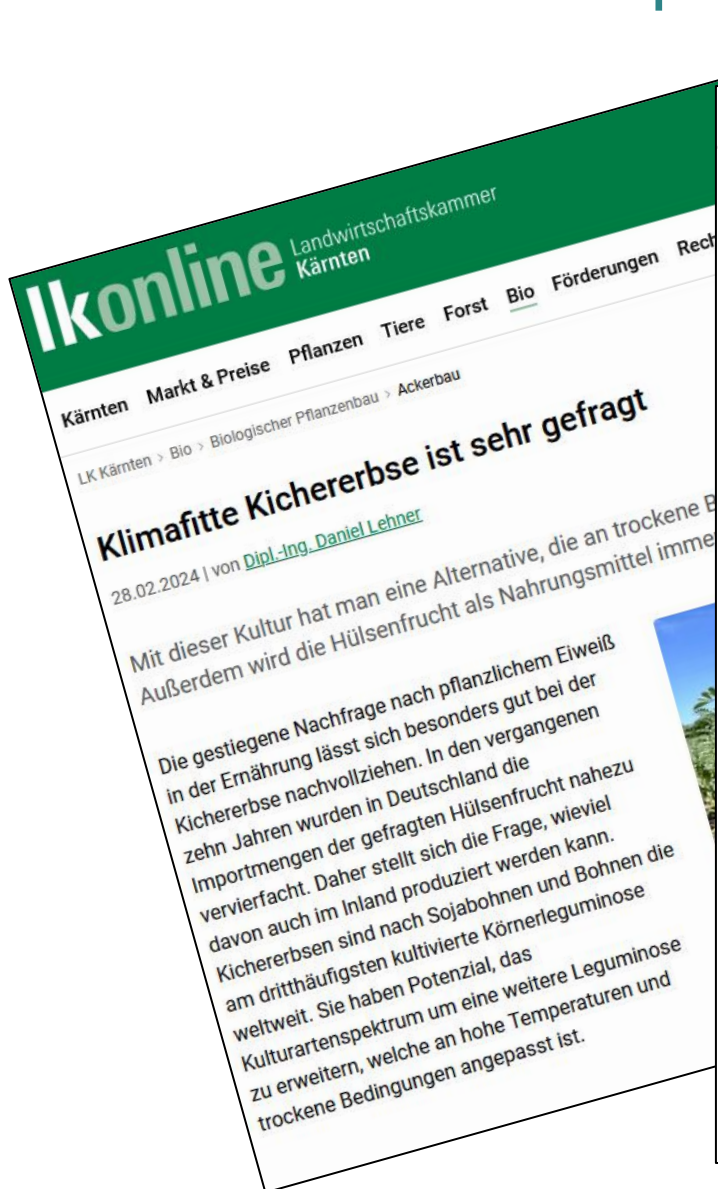 lkonline Landwirtschaftskammer
Kärnten
Kärnten Markt & Preise Pflanzen Tiere Forst Bio Förderungen Rech
LK Kärnten > Bio > Biologischer Pflanzenbau > Ackerbau
Klimafitte Kichererbse ist sehr gefragt
28.02.2024 | von Dipl.-Ing. Daniel Lehner
Mit dieser Kultur hat man eine Alternative, die an trockene B
Außerdem wird die Hülsenfrucht als Nahrungsmittel imme
Die gestiegene Nachfrage nach pflanzlichem Eiweiß
in der Ernährung lässt sich besonders gut bei der
Kichererbse nachvollziehen. In den vergangenen
zehn Jahren wurden in Deutschland die
Importmengen der gefragten Hülsenfrucht nahezu
vervierfacht. Daher stellt sich die Frage, wieviel
davon auch im Inland produziert werden kann.
Kichererbsen sind nach Sojabohnen und Bohnen die
am dritthäufigsten kultivierte Körnerleguminose
weltweit. Sie haben Potenzial, das
Kulturartenspektrum um eine weitere Leguminose
zu erweitern, welche an hohe Temperaturen und
trockene Bedingungen angepasst ist.